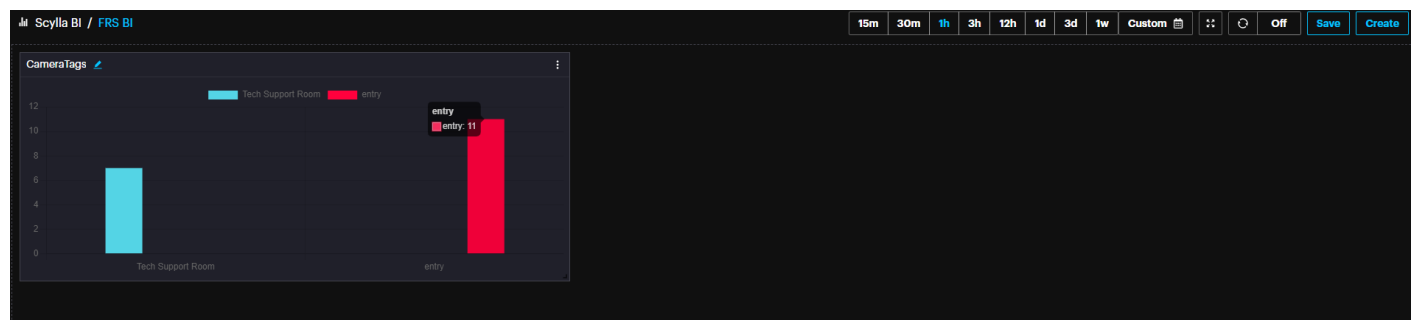 Scylla BI / FRS BI
15m 30m 1h 3h 12h 1d 3d 1w Custom Off Save Create
CameraTags
Tech Support Room entry
12
10
8
6
4
2
0
entry
entry: 11
Tech Support Room entry